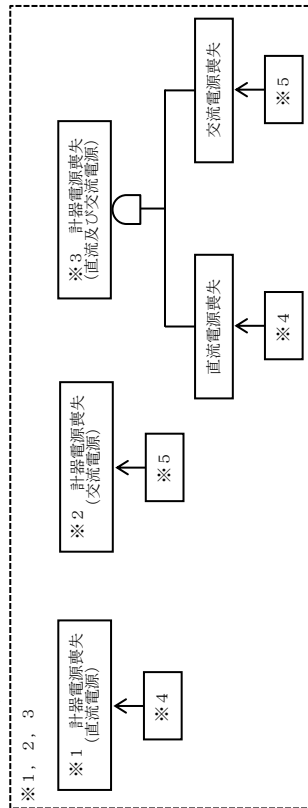 ※1，2，3
※1　計器電源喪失
(直流電源)
※4
※2　計器電源喪失
(交流電源)
※5
※3　計器電源喪失
(直流及び交流電源)
直流電源喪失
※4
交流電源喪失
※5